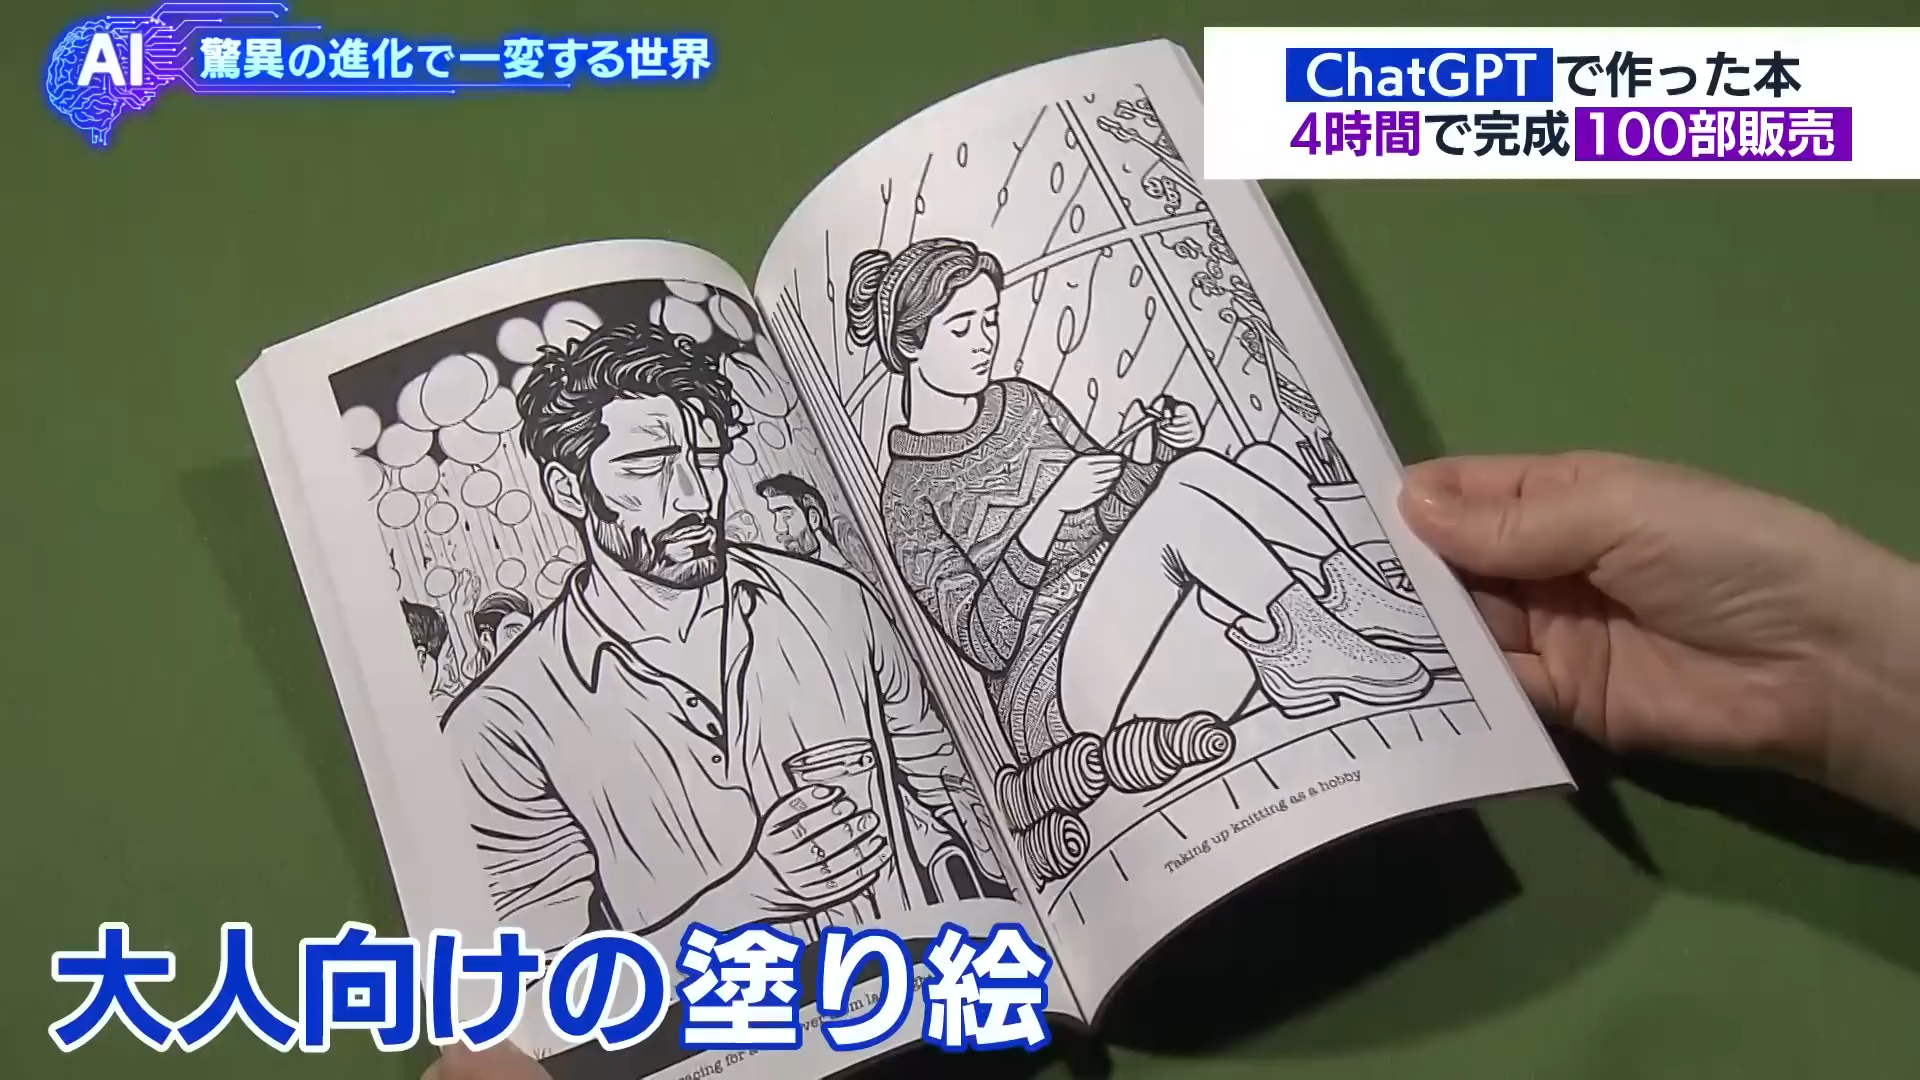 AI 驚異の進化で一変する世界
ChatGPTで作った本
4時間で完成 100部販売
Taking up knitting as a hobby
大人向けの塗り絵